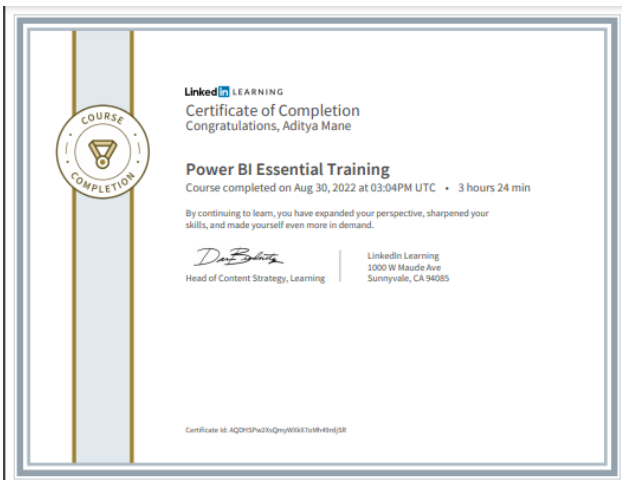 LinkedIn LEARNING
Certificate of Completion
Congratulations, Aditya Mane
COURSE
COMPLETION
Power BI Essential Training
Course completed on Aug 30, 2022 at 03:04PM UTC • 3 hours 24 min
By continuing to learn, you have expanded your perspective, sharpened your
skills, and made yourself even more in demand.
Head of Content Strategy, Learning
LinkedIn Learning
1000 W Maude Ave
Sunnyvale, CA 94085
Certificate Id: